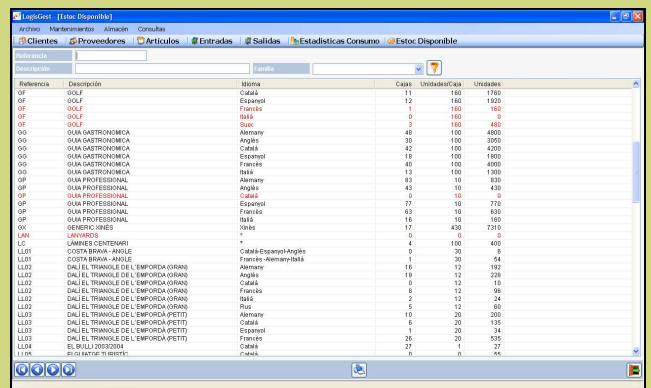 LogisGest - [Estoc Disponible]
Archivo Mantenimientos Almacén Consultas
Clientes Proveedores Artículos Entradas Salidas Estadísticas Consumo Estoc Disponible
Referencia
Descripción Familia
Referencia Descripción Idioma Cajas Unidades/Caja Unidades
GF GOLF Català 11 160 1760
GF GOLF Espanyol 12 160 1920
GF GOLF Francès 1 160 160
GF GOLF Italià 0 160 0
GF GOLF Suec 3 160 480
GG GUIA GASTRONOMICA Alemany 48 100 4800
GG GUIA GASTRONOMICA Anglès 30 100 3050
GG GUIA GASTRONOMICA Català 42 100 4200
GG GUIA GASTRONOMICA Espanyol 18 100 1800
GG GUIA GASTRONOMICA Francès 40 100 4000
GG GUIA GASTRONOMICA Italià 13 100 1300
GP GUIA PROFESSIONAL Alemany 83 10 830
GP GUIA PROFESSIONAL Anglès 43 10 430
GP GUIA PROFESSIONAL Català 0 10 0
GP GUIA PROFESSIONAL Espanyol 77 10 770
GP GUIA PROFESSIONAL Francès 63 10 630
GP GUIA PROFESSIONAL Italià 16 10 160
GX GENERIC XINÈS Xinès 17 430 7310
LAN LANYARDS * 0 0 0
LC LÀMINES CENTENARI * 4 100 400
LL01 COSTA BRAVA - ANGLE Català-Espanyol-Anglès 0 30 6
LL01 COSTA BRAVA - ANGLE Francès-Alemany-Italià 1 30 54
LL02 DALÍ EL TRIANGLE DE L'EMPORDÀ (GRAN) Alemany 16 12 192
LL02 DALÍ EL TRIANGLE DE L'EMPORDÀ (GRAN) Anglès 19 12 228
LL02 DALÍ EL TRIANGLE DE L'EMPORDÀ (GRAN) Català 0 12 10
LL02 DALÍ EL TRIANGLE DE L'EMPORDÀ (GRAN) Francès 8 12 96
LL02 DALÍ EL TRIANGLE DE L'EMPORDÀ (GRAN) Italià 2 12 24
LL02 DALÍ EL TRIANGLE DE L'EMPORDÀ (GRAN) Rus 5 12 60
LL03 DALÍ EL TRIANGLE DE L'EMPORDÀ (PETIT) Alemany 10 20 200
LL03 DALÍ EL TRIANGLE DE L'EMPORDÀ (PETIT) Català 6 20 135
LL03 DALÍ EL TRIANGLE DE L'EMPORDÀ (PETIT) Espanyol 1 20 34
LL03 DALÍ EL TRIANGLE DE L'EMPORDÀ (PETIT) Francès 26 20 535
LL04 EL BULLI 2003/2004 Català 27 1 27
LL05 EL GUIATGE TURÍSTIC Català 0 0 55